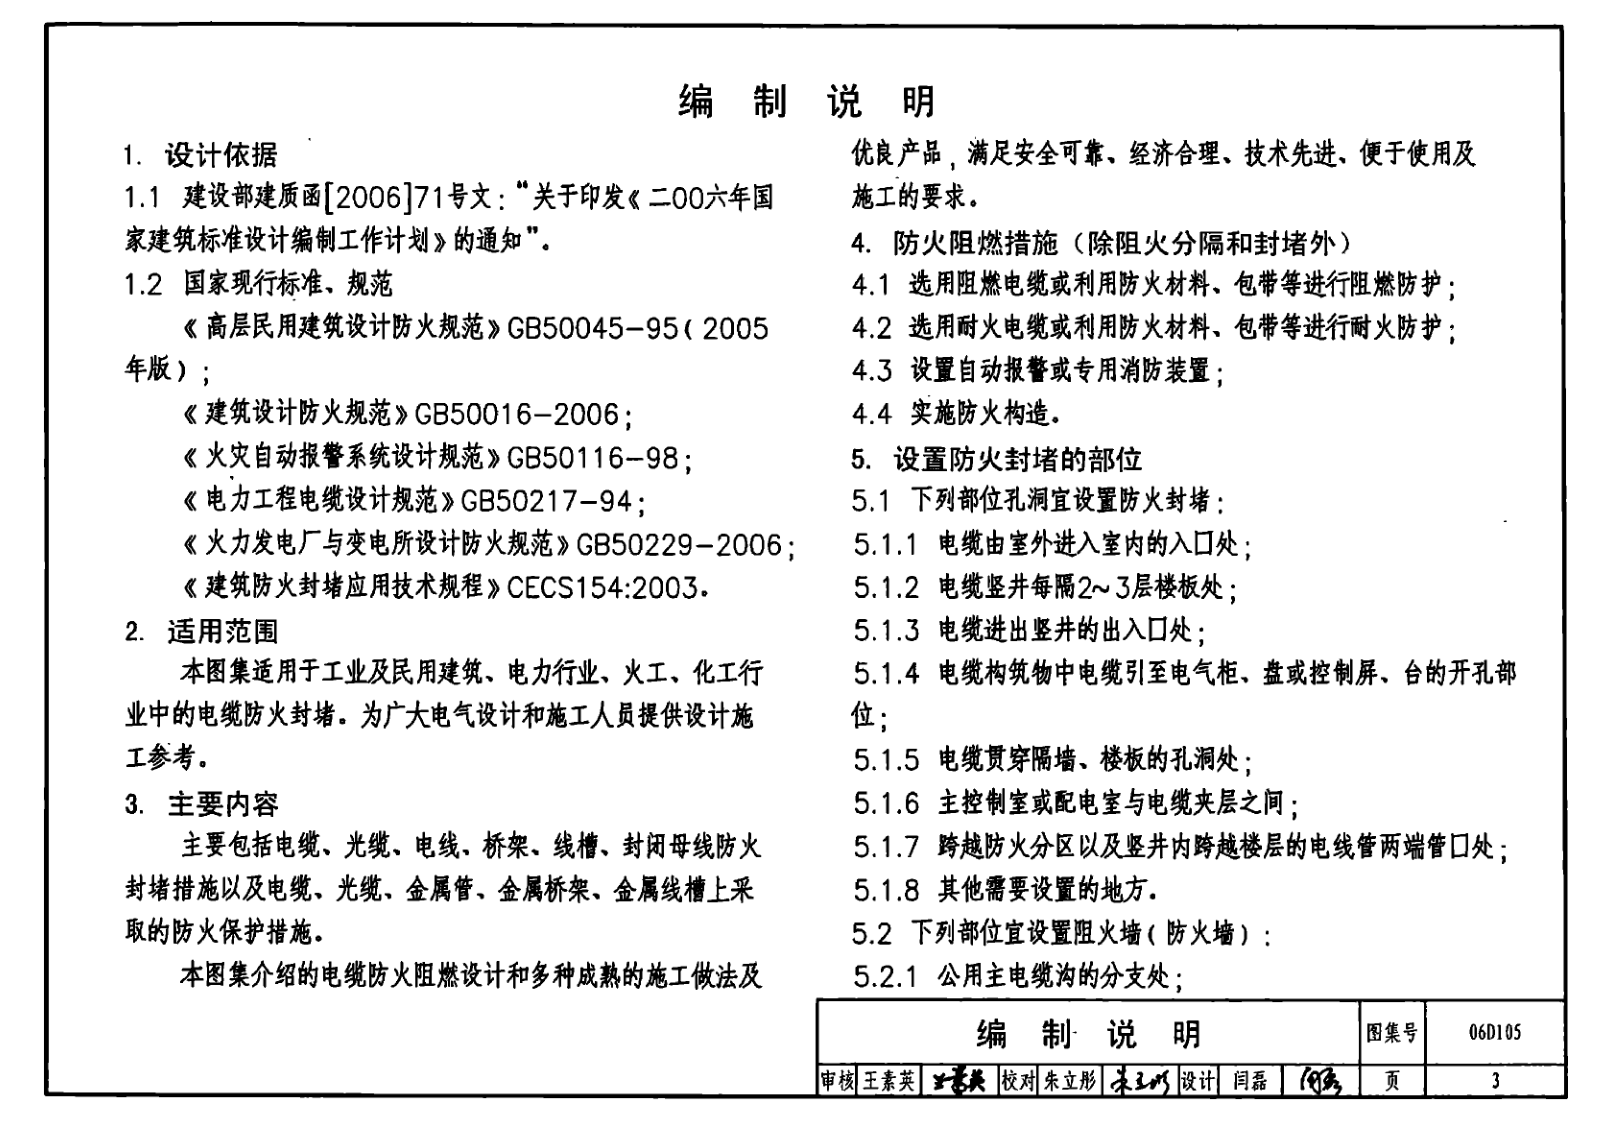 编 制 说 明
1. 设计依据
1.1 建设部建质函[2006]71号文:“关于印发《二00六年国
家建筑标准设计编制工作计划》的通知”。
1.2 国家现行标准、规范
《高层民用建筑设计防火规范》GB50045-95(2005
年版);
《建筑设计防火规范》GB50016-2006;
《火灾自动报警系统设计规范》GB50116-98;
《电力工程电缆设计规范》GB50217-94;
《火力发电厂与变电所设计防火规范》GB50229-2006;
《建筑防火封堵应用技术规程》CECS154:2003。
2. 适用范围
本图集适用于工业及民用建筑、电力行业、火工、化工行
业中的电缆防火封堵。为广大电气设计和施工人员提供设计施
工参考。
3. 主要内容
主要包括电缆、光缆、电线、桥架、线槽、封闭母线防火
封堵措施以及电缆、光缆、金属管、金属桥架、金属线槽上采
取的防火保护措施。
本图集介绍的电缆防火阻燃设计和多种成熟的施工做法及
优良产品,满足安全可靠、经济合理、技术先进、便于使用及
施工的要求。
4. 防火阻燃措施(除阻火分隔和封堵外)
4.1 选用阻燃电缆或利用防火材料、包带等进行阻燃防护;
4.2 选用耐火电缆或利用防火材料、包带等进行耐火防护;
4.3 设置自动报警或专用消防装置;
4.4 实施防火构造。
5. 设置防火封堵的部位
5.1 下列部位孔洞宜设置防火封堵:
5.1.1 电缆由室外进入室内的入口处;
5.1.2 电缆竖井每隔2~3层楼板处;
5.1.3 电缆进出竖井的出入口处;
5.1.4 电缆构筑物中电缆引至电气柜、盘或控制屏、台的开孔部
位;
5.1.5 电缆贯穿隔墙、楼板的孔洞处;
5.1.6 主控制室或配电室与电缆夹层之间;
5.1.7 跨越防火分区以及竖井内跨越楼层的电线管两端管口处;
5.1.8 其他需要设置的地方。
5.2 下列部位宜设置阻火墙(防火墙):
5.2.1 公用主电缆沟的分支处;
编 制 说 明 图集号 06D105
审核 王素英 王素英 校对 朱立彤 朱立彤 设计 闫磊 闫磊 页 3